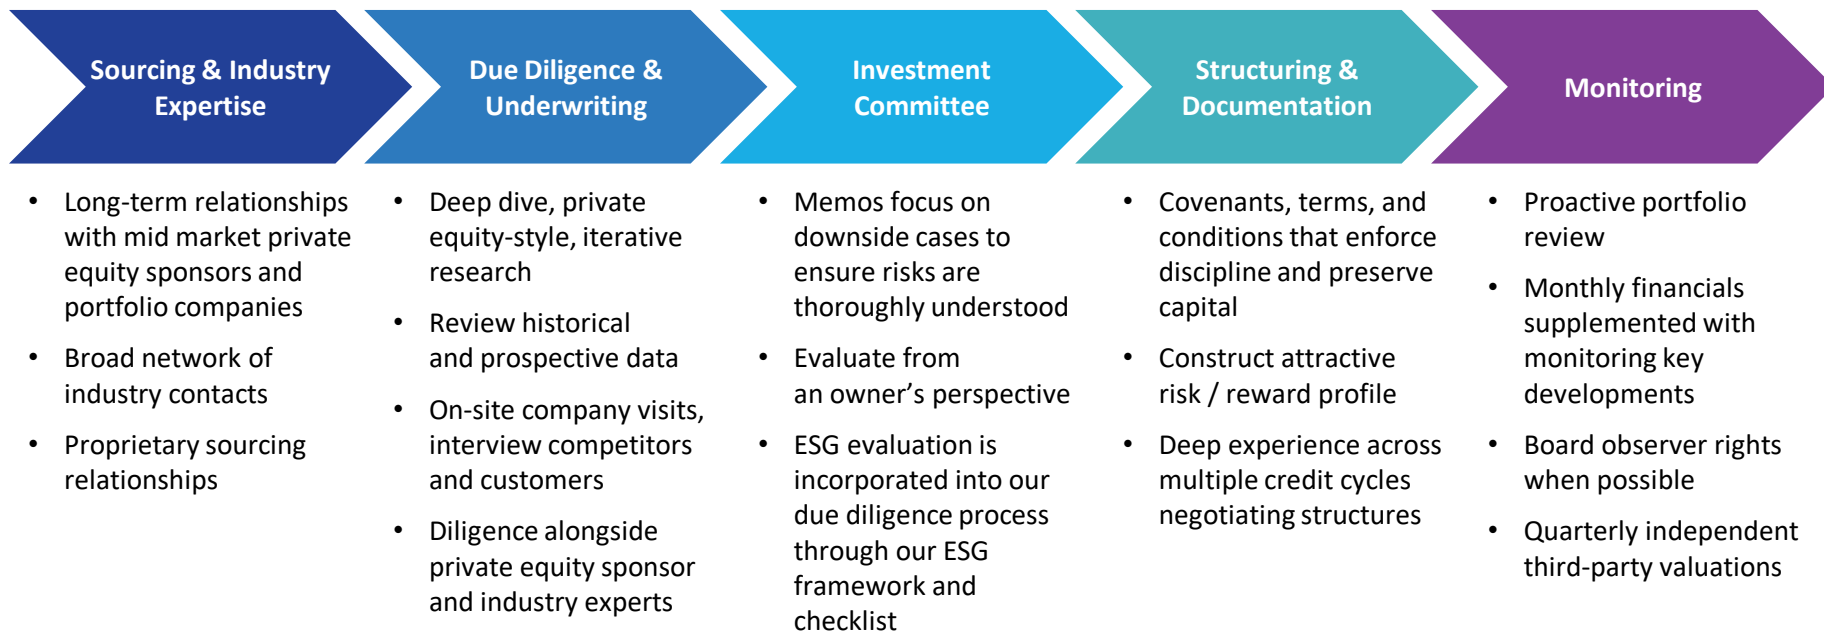 Sourcing & Industry
Expertise
Due Diligence &
Underwriting
Investment
Committee
Structuring &
Documentation
Monitoring
• Long-term relationships
with mid market private
equity sponsors and
portfolio companies
• Broad network of
industry contacts
• Proprietary sourcing
relationships
• Deep dive, private
equity-style, iterative
research
• Review historical
and prospective data
• On-site company visits,
interview competitors
and customers
• Diligence alongside
private equity sponsor
and industry experts
• Memos focus on
downside cases to
ensure risks are
thoroughly understood
• Evaluate from
an owner’s perspective
• ESG evaluation is
incorporated into our
due diligence process
through our ESG
framework and
checklist
• Covenants, terms, and
conditions that enforce
discipline and preserve
capital
• Construct attractive
risk / reward profile
• Deep experience across
multiple credit cycles
negotiating structures
• Proactive portfolio
review
• Monthly financials
supplemented with
monitoring key
developments
• Board observer rights
when possible
• Quarterly independent
third-party valuations